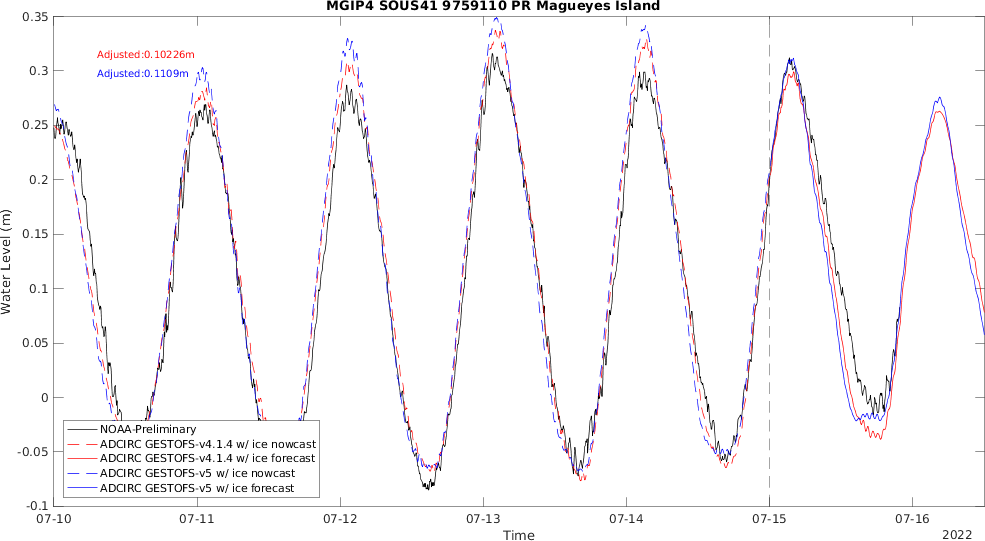 MGIP4 SOUS41 9759110 PR Magueyes Island
0.35
0.3
0.25
0.2
0.15
0.1
0.05
0
-0.05
-0.1
Water Level (m)
Adjusted:0.10226m
Adjusted:0.1109m
NOAA-Preliminary
ADCIRC GESTOFS-v4.1.4 w/ ice nowcast
ADCIRC GESTOFS-v4.1.4 w/ ice forecast
ADCIRC GESTOFS-v5 w/ ice nowcast
ADCIRC GESTOFS-v5 w/ ice forecast
07-10 07-11 07-12 07-13 07-14 07-15 07-16
Time
2022